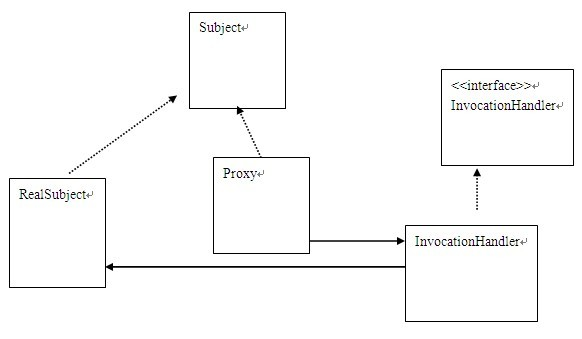 Subject
<<interface>>
InvocationHandler
Proxy
RealSubject
InvocationHandler